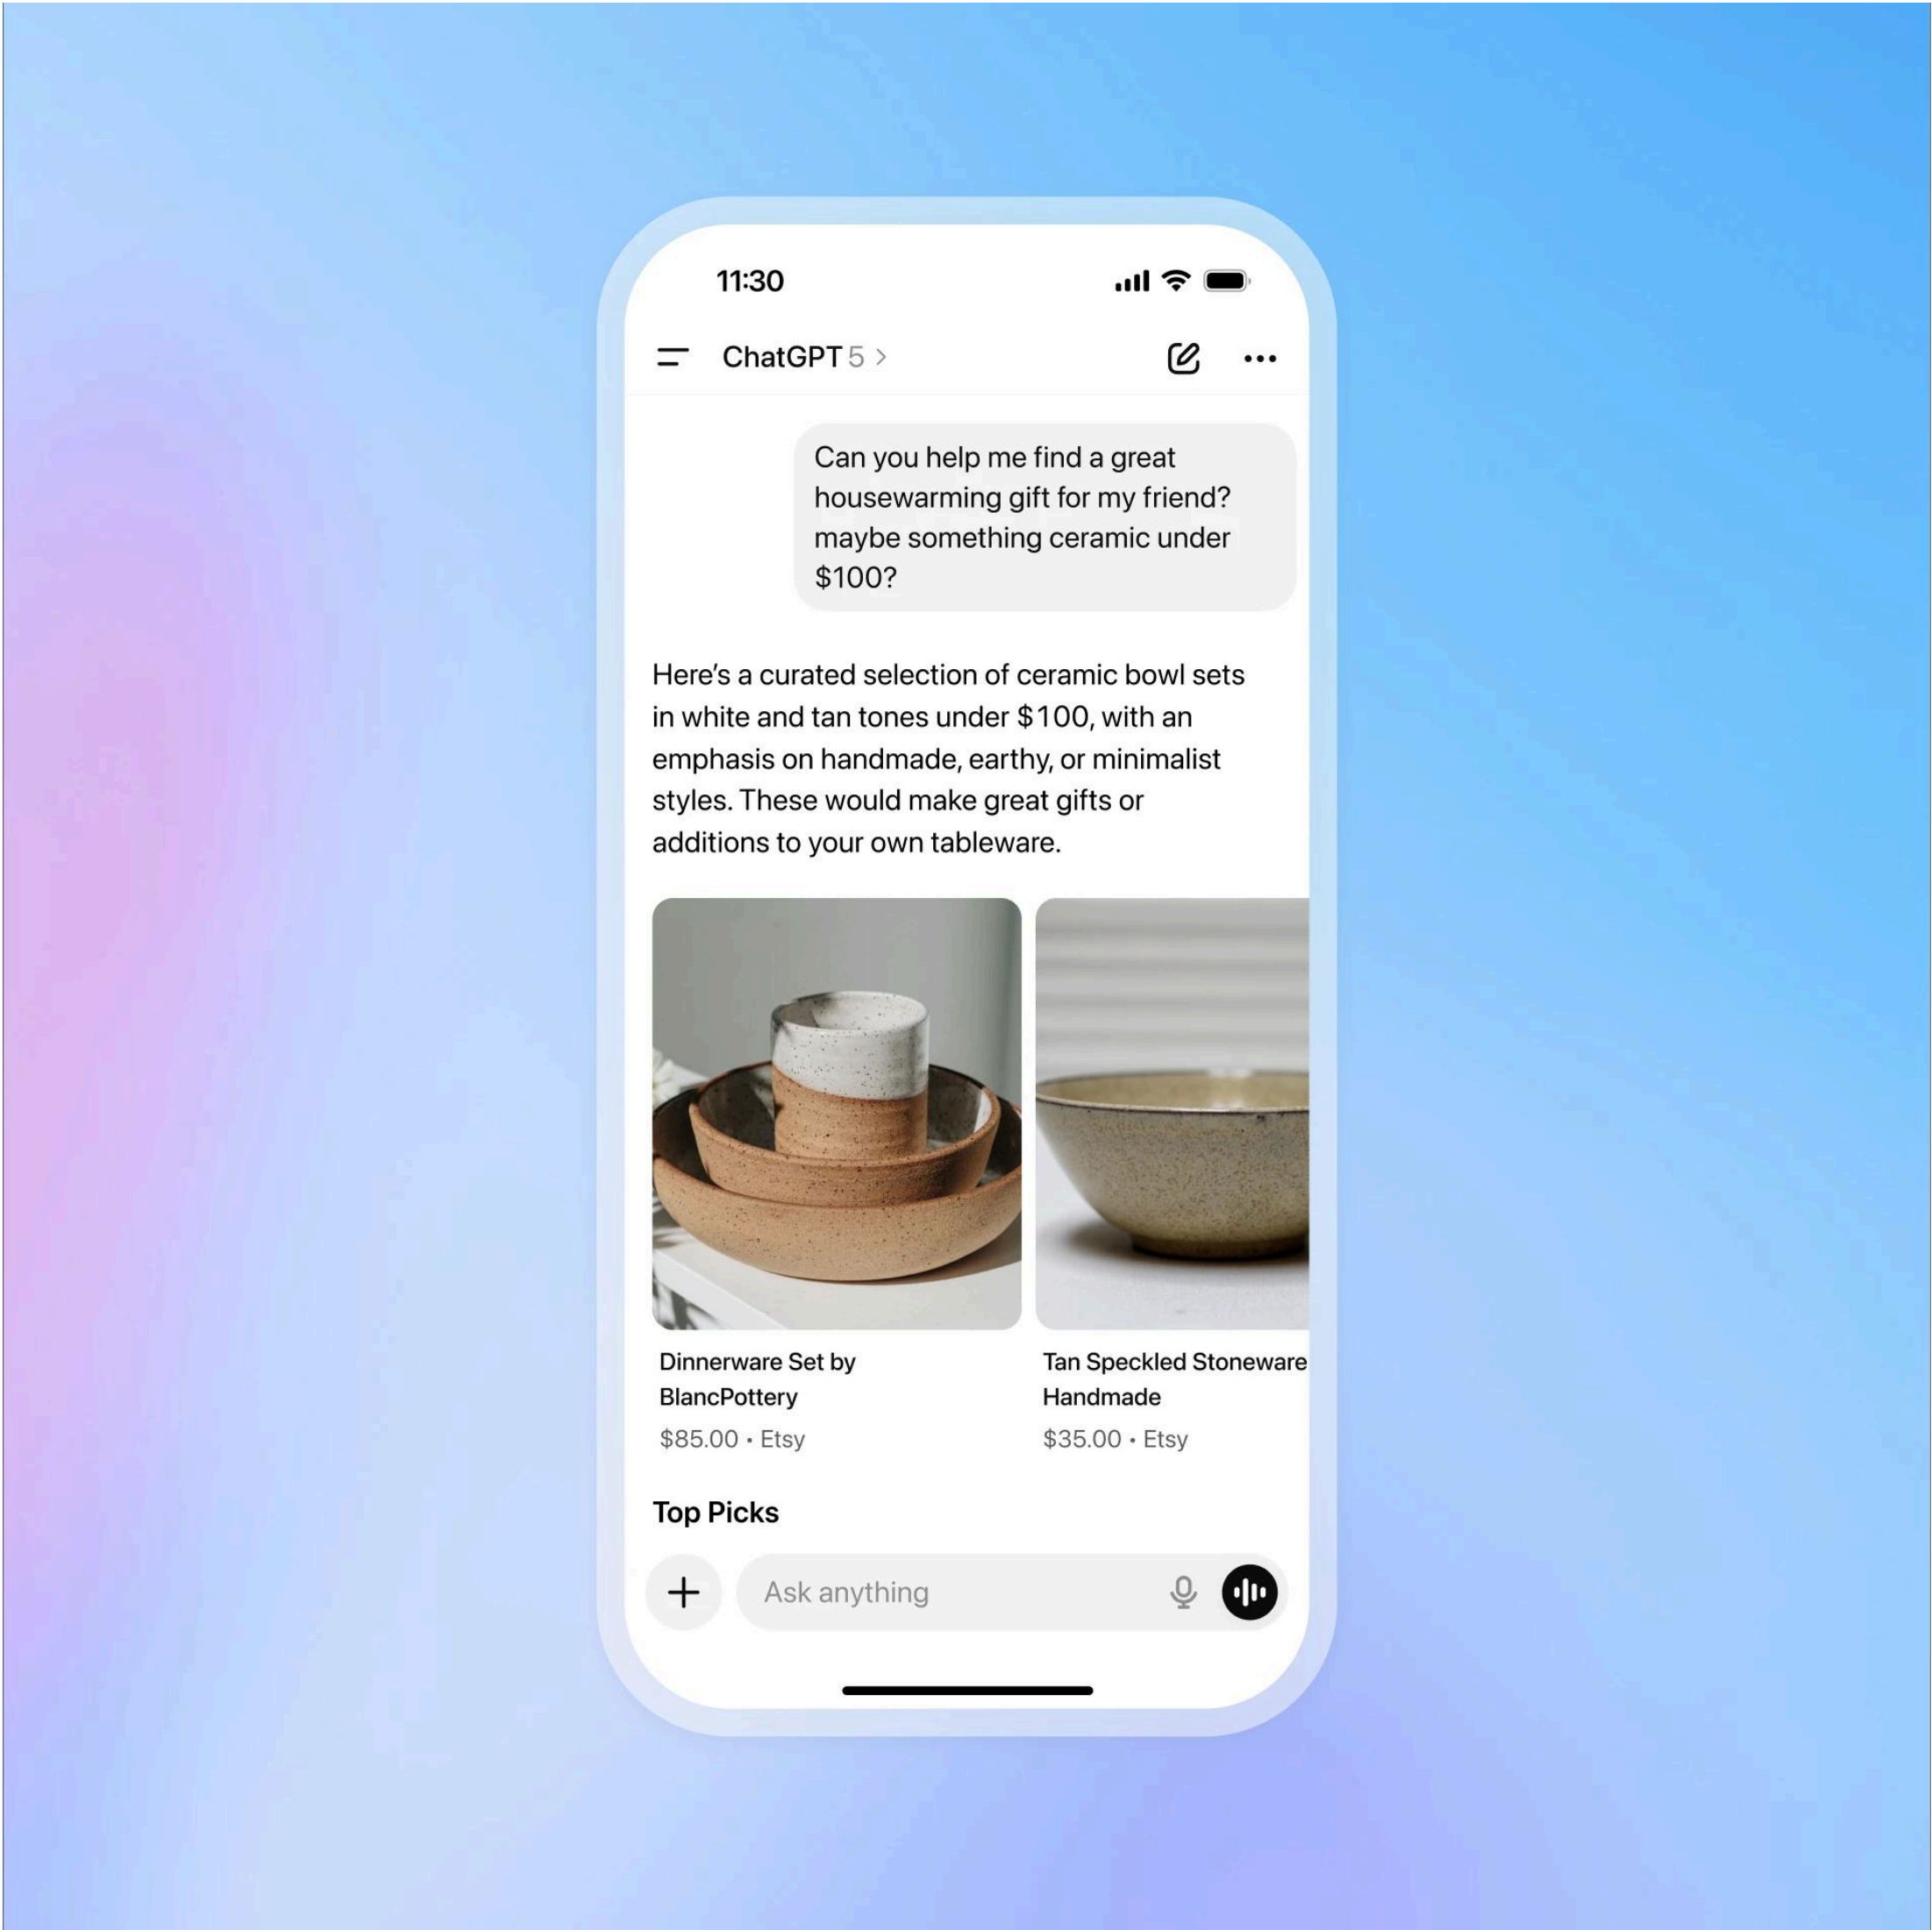 11:30
ChatGPT 5 >
Can you help me find a great
housewarming gift for my friend?
maybe something ceramic under
$100?
Here’s a curated selection of ceramic bowl sets
in white and tan tones under $100, with an
emphasis on handmade, earthy, or minimalist
styles. These would make great gifts or
additions to your own tableware.
Dinnerware Set by
BlancPottery
$85.00 • Etsy
Tan Speckled Stoneware
Handmade
$35.00 • Etsy
Top Picks
Ask anything